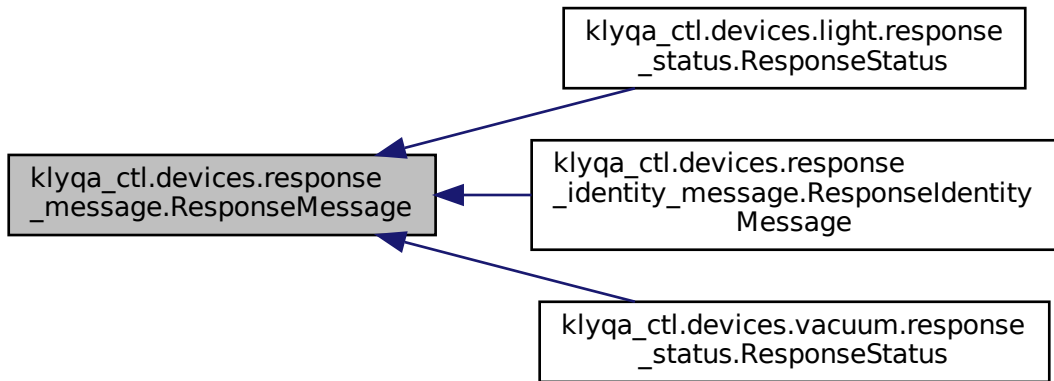 klyqa_ctl.devices.light.response
_status.ResponseStatus
klyqa_ctl.devices.response
_message.ResponseMessage
klyqa_ctl.devices.response
_identity_message.ResponseIdentity
Message
klyqa_ctl.devices.vacuum.response
_status.ResponseStatus